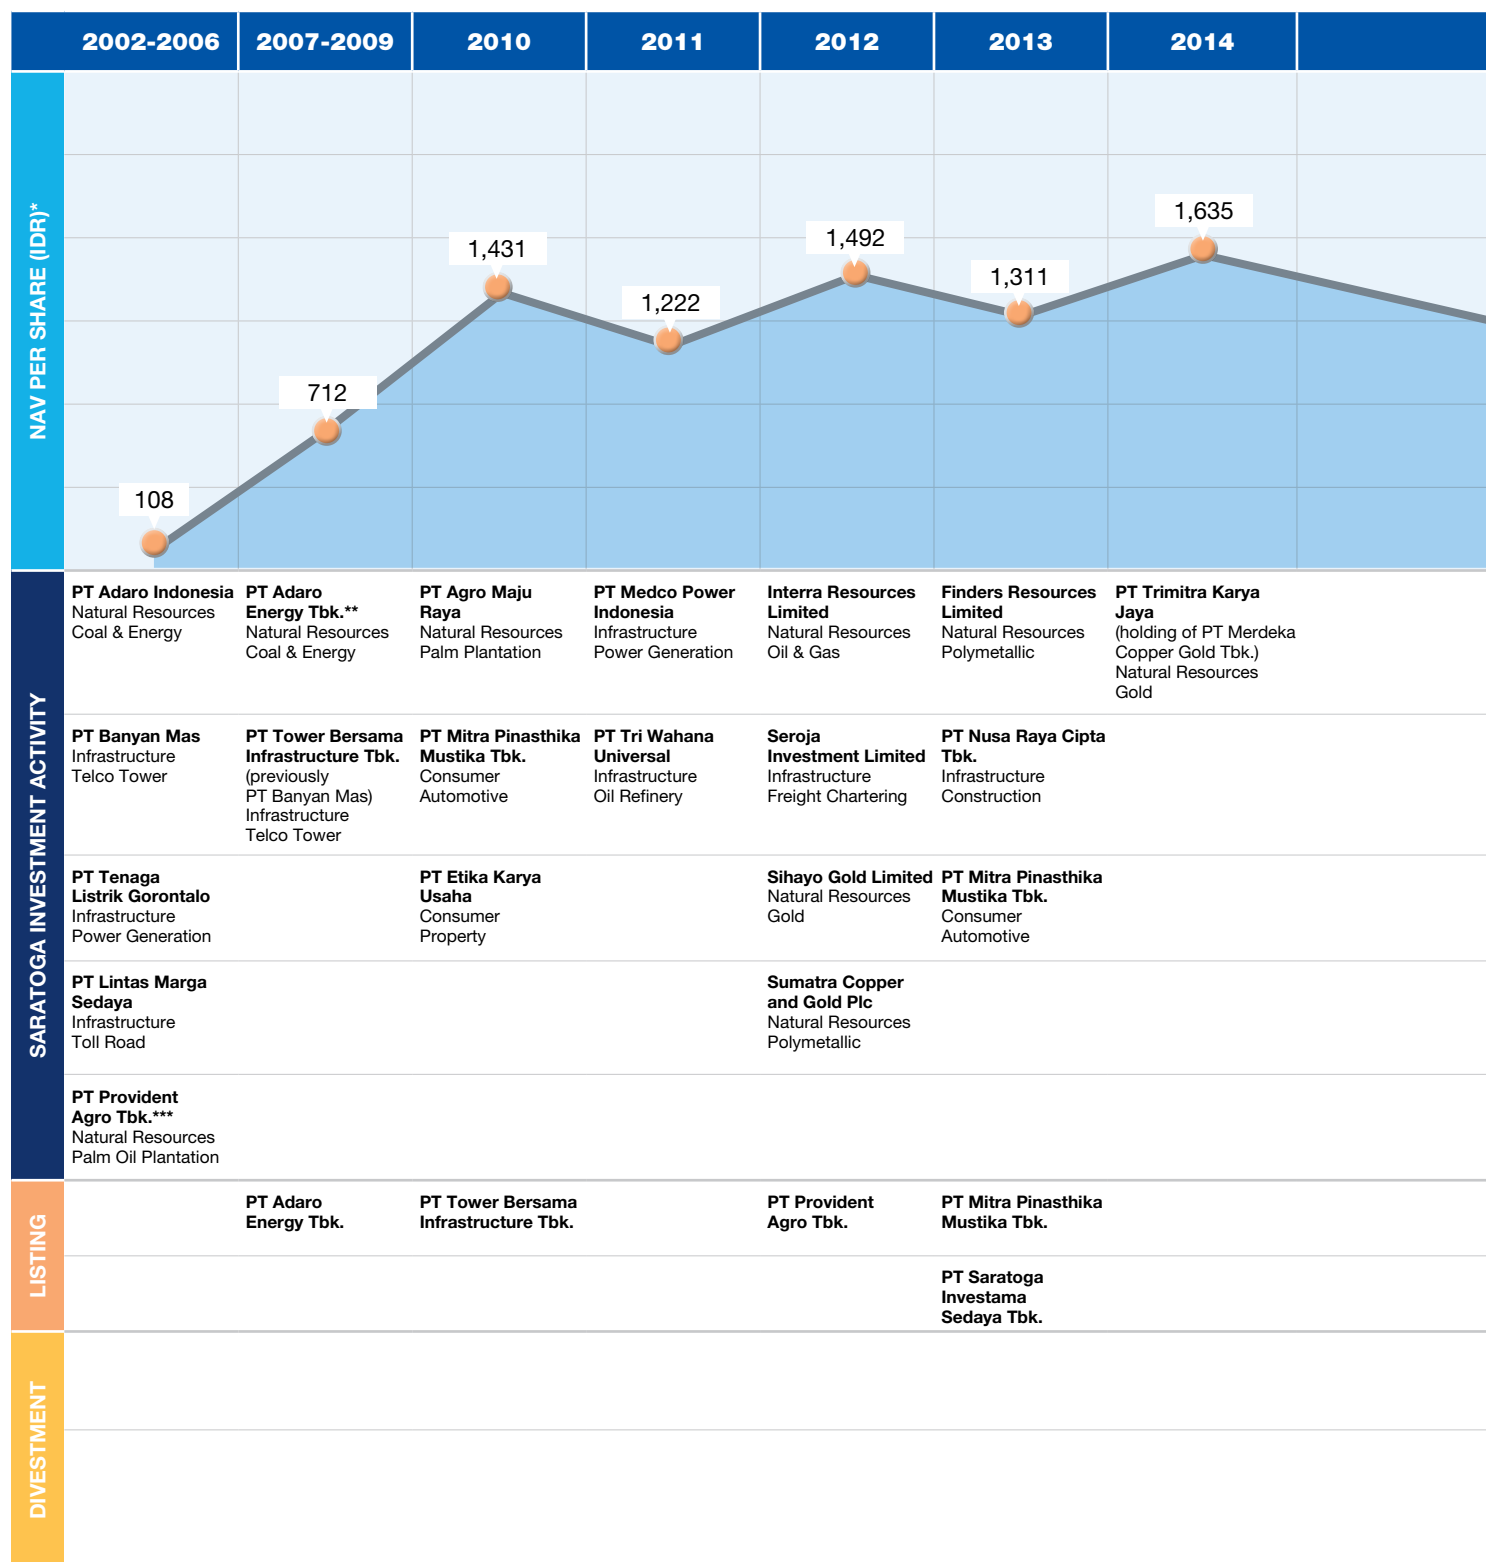 2002-2006
2007-2009
2010
2011
2012
2013
2014
NAV PER SHARE (IDR)*
108
712
1,431
1,222
1,492
1,311
1,635
SARATOGA INVESTMENT ACTIVITY
PT Adaro Indonesia
Natural Resources
Coal & Energy
PT Adaro
Energy Tbk.**
Natural Resources
Coal & Energy
PT Agro Maju
Raya
Natural Resources
Palm Plantation
PT Medco Power
Indonesia
Infrastructure
Power Generation
Interra Resources
Limited
Natural Resources
Oil & Gas
Finders Resources
Limited
Natural Resources
Polymetallic
PT Trimitra Karya
Jaya
(holding of PT Merdeka
Copper Gold Tbk.)
Natural Resources
Gold
PT Banyan Mas
Infrastructure
Telco Tower
PT Tower Bersama
Infrastructure Tbk.
(previously
PT Banyan Mas)
Infrastructure
Telco Tower
PT Mitra Pinasthika
Mustika Tbk.
Consumer
Automotive
PT Tri Wahana
Universal
Infrastructure
Oil Refinery
Seroja
Investment Limited
Infrastructure
Freight Chartering
PT Nusa Raya Cipta
Tbk.
Infrastructure
Construction
PT Tenaga
Listrik Gorontalo
Infrastructure
Power Generation
PT Etika Karya
Usaha
Consumer
Property
Sihayo Gold Limited
Natural Resources
Gold
PT Mitra Pinasthika
Mustika Tbk.
Consumer
Automotive
PT Lintas Marga
Sedaya
Infrastructure
Toll Road
Sumatra Copper
and Gold Plc
Natural Resources
Polymetallic
PT Provident
Agro Tbk.***
Natural Resources
Palm Oil Plantation
LISTING
PT Adaro
Energy Tbk.
PT Tower Bersama
Infrastructure Tbk.
PT Provident
Agro Tbk.
PT Mitra Pinasthika
Mustika Tbk.
PT Saratoga
Investama
Sedaya Tbk.
DIVESTMENT